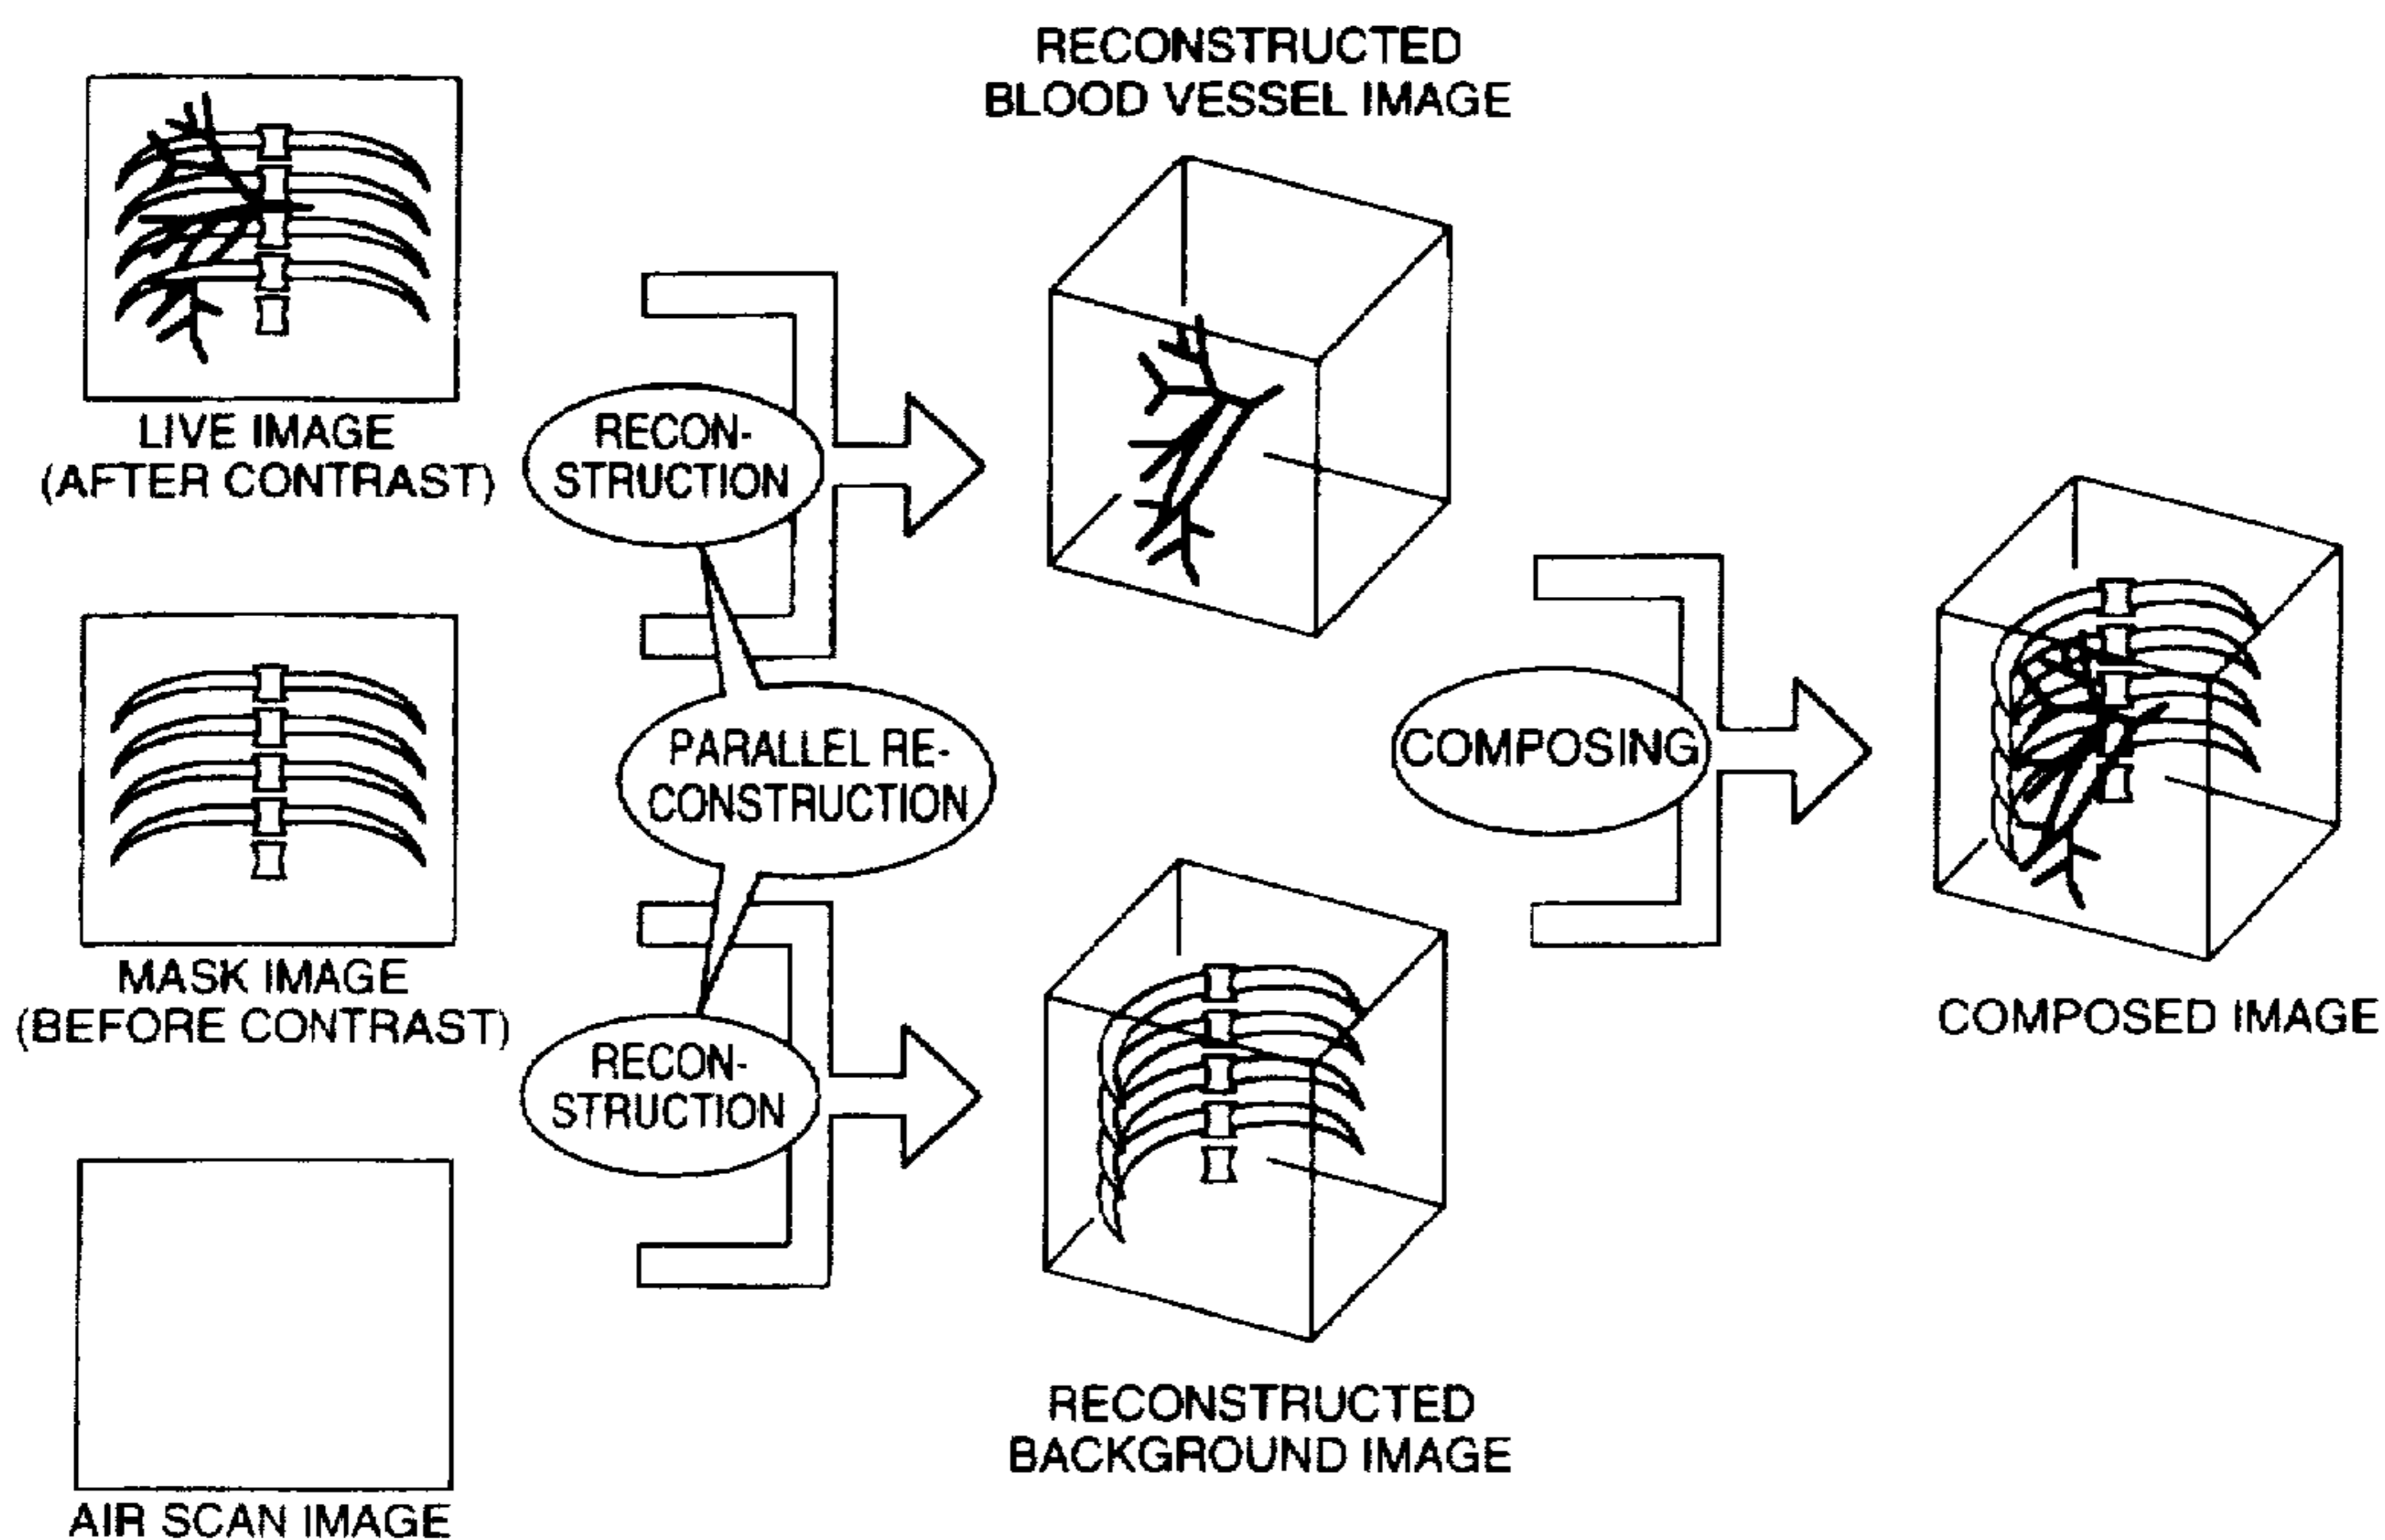 RECONSTRUCTED
BLOOD VESSEL IMAGE
LIVE IMAGE
(AFTER CONTRAST)
RECON-
STRUCTION
PARALLEL RE-
CONSTRUCTION
COMPOSING
MASK IMAGE
(BEFORE CONTRAST)
COMPOSED IMAGE
RECON-
STRUCTION
RECONSTRUCTED
BACKGROUND IMAGE
AIR SCAN IMAGE